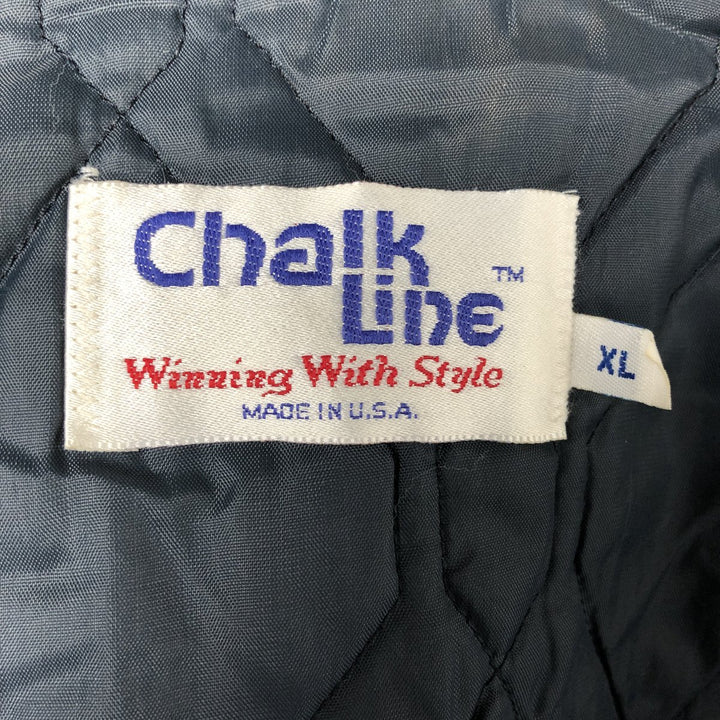 Chalk
Line™
Winning With Style
MADE IN U.S.A.
XL